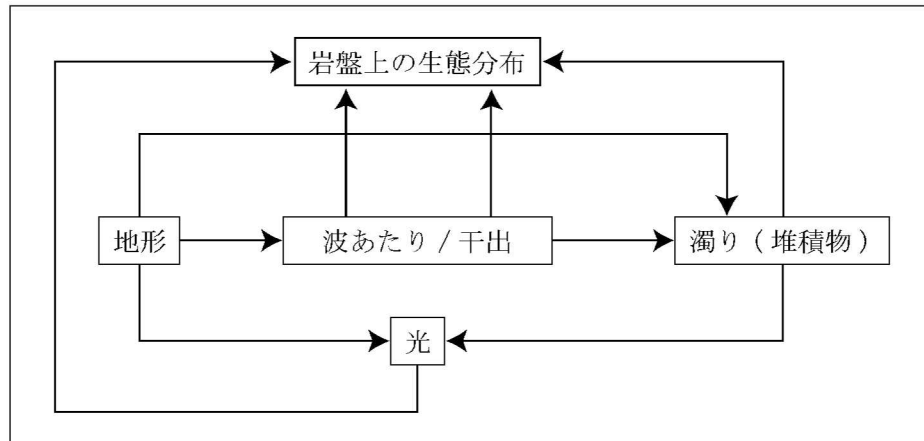 岩盤上の生態分布
地形
波あたり / 干出
濁り ( 堆積物 )
光